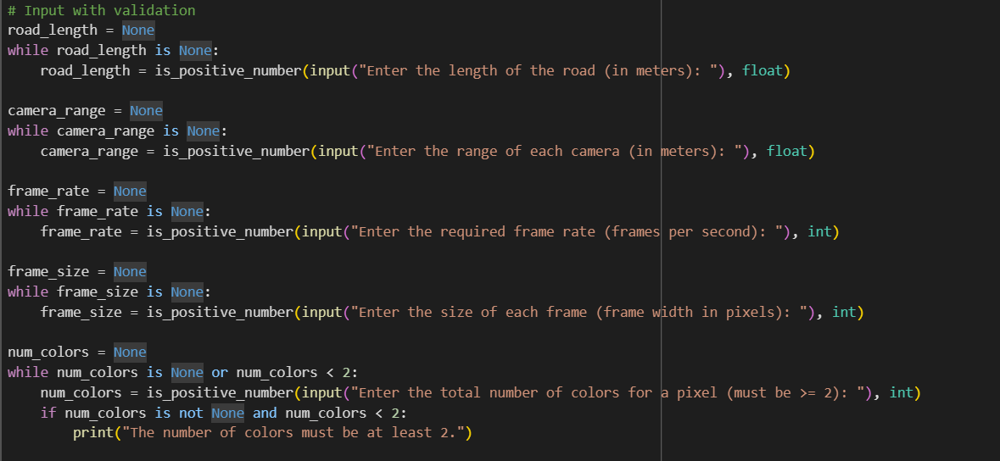 # Input with validation
road_length = None
while road_length is None:
    road_length = is_positive_number(input("Enter the length of the road (in meters): "), float)

camera_range = None
while camera_range is None:
    camera_range = is_positive_number(input("Enter the range of each camera (in meters): "), float)

frame_rate = None
while frame_rate is None:
    frame_rate = is_positive_number(input("Enter the required frame rate (frames per second): "), int)

frame_size = None
while frame_size is None:
    frame_size = is_positive_number(input("Enter the size of each frame (frame width in pixels): "), int)

num_colors = None
while num_colors is None or num_colors < 2:
    num_colors = is_positive_number(input("Enter the total number of colors for a pixel (must be >= 2): "), int)
    if num_colors is not None and num_colors < 2:
        print("The number of colors must be at least 2.")